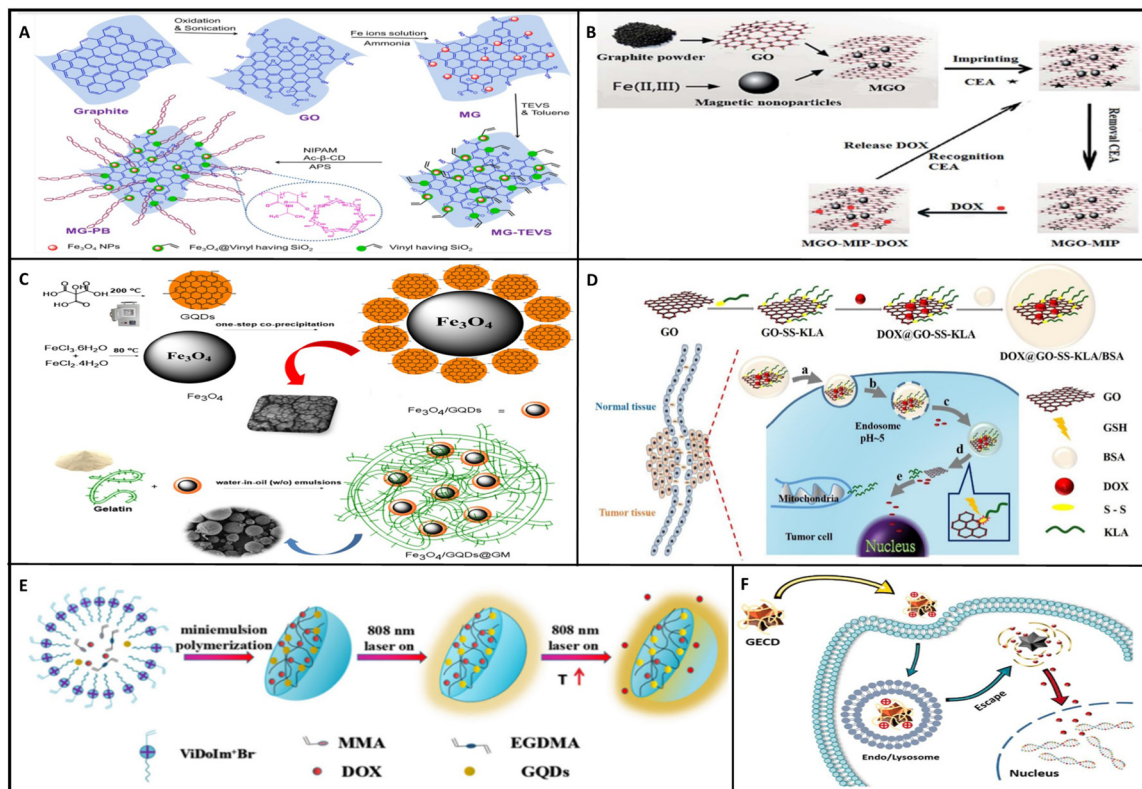 A
Oxidation
& Sonication
Fe ions solution
Ammonia
Graphite
GO
MG
TEVS
& Toluene
NIPAM
Ac-β-CD
APS
MG-PB
MG-TEVS
Fe₃O₄ NPs
Fe₃O₄@Vinyl having SiO₂
Vinyl having SiO₂
B
Graphite powder
GO
Fe(II,III)
Magnetic nonoparticles
MGO
Imprinting
CEA
Removal CEA
Release DOX
Recognition
CEA
DOX
MGO-MIP-DOX
MGO-MIP
C
200 °C
GQDs
one-step co-precipitation
Fe₃O₄
FeCl₃.6H₂O
+
FeCl₂.4H₂O
80 °C
Fe₃O₄
Fe₃O₄
Fe₃O₄/GQDs =
Gelatin
+
water-in-oil (w/o) emulsions
Fe₃O₄/GQDs@GM
D
KLA
DOX
BSA
GO
GO-SS-KLA
DOX@GO-SS-KLA
DOX@GO-SS-KLA/BSA
Normal tissue
Tumor tissue
a
b
c
d
e
Endosome
pH~5
Mitochondria
Tumor cell
Nucleus
GO
GSH
BSA
DOX
S - S
KLA
E
miniemulsion
polymerization
808 nm
laser on
808 nm
laser on
T ↑
ViDoIm⁺Br⁻
MMA
EGDMA
DOX
GQDs
F
GECD
Escape
Endo/Lysosome
Nucleus